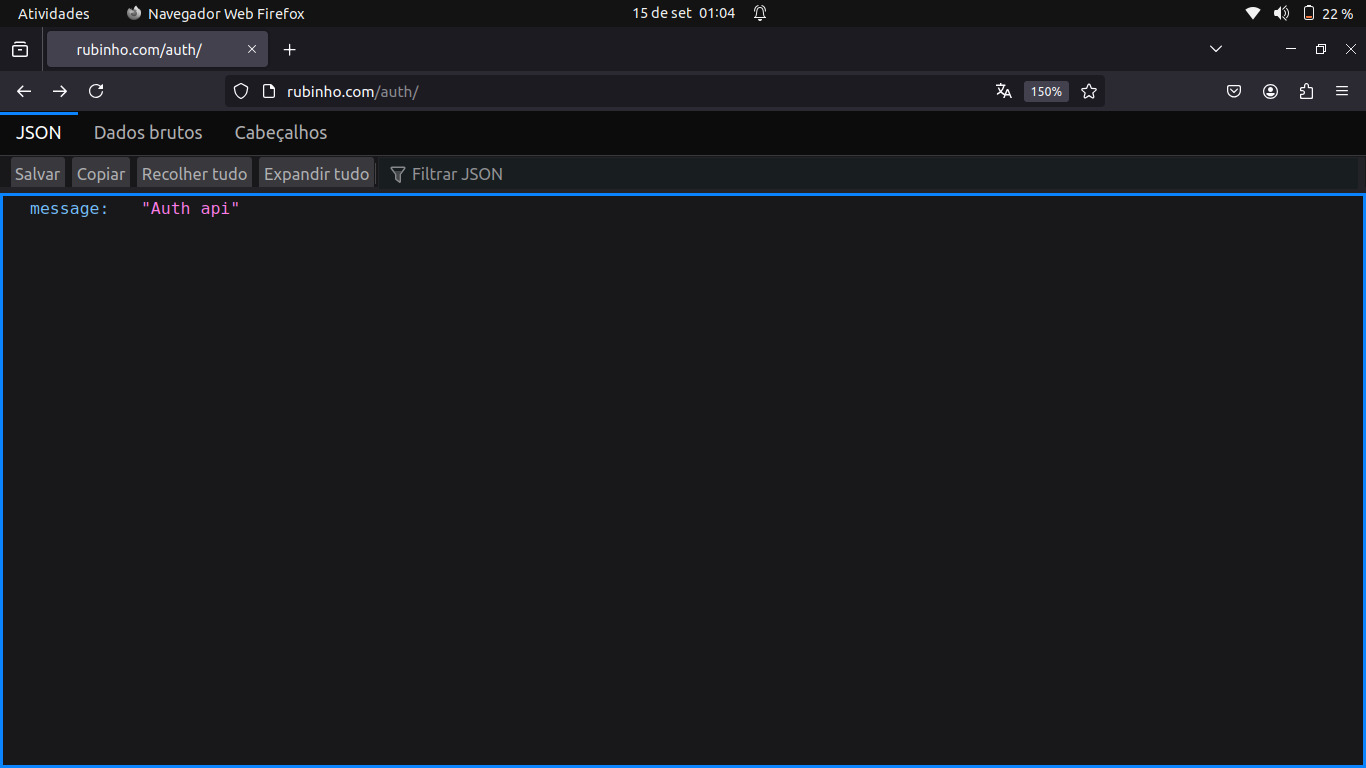 Atividades Navegador Web Firefox 15 de set 01:04 22 %
rubinho.com/auth/
rubinho.com/auth/ 150%
JSON Dados brutos Cabeçalhos
Salvar Copiar Recolher tudo Expandir tudo Filtrar JSON
message: "Auth api"